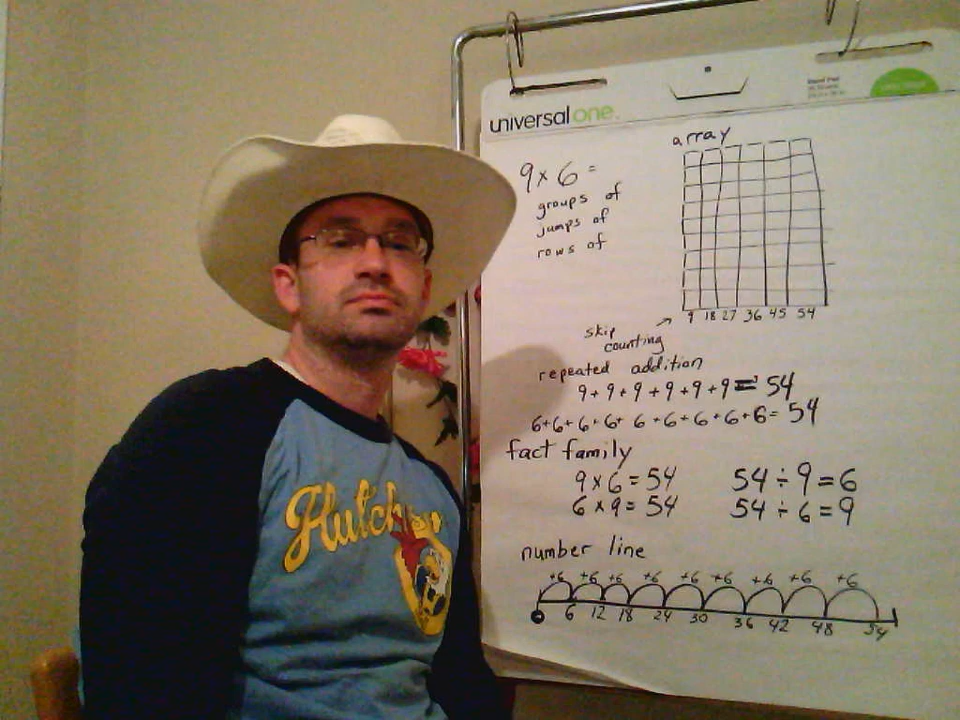 universal one
array
9 × 6 =
groups of
jumps of
rows of
9 18 27 36 45 54
skip
counting
repeated addition
9+9+9+9+9+9=54
6+6+6+6+6+6+6+6+6=54
fact family
9 × 6 = 54 54 ÷ 9 = 6
6 × 9 = 54 54 ÷ 6 = 9
number line
+6 +6 +6 +6 +6 +6 +6 +6 +6
0 6 12 18 24 30 36 42 48 54